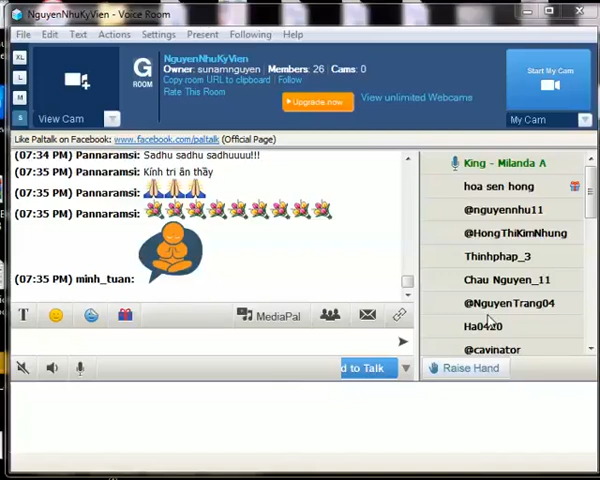 NguyenNhuKyVien - Voice Room
File Edit Text Actions Settings Present Following Help
XL
L
M
S
View Cam
G
ROOM
NguyenNhuKyVien
Owner: sunamnguyen | Members: 26 | Cams: 0
Copy room URL to clipboard | Follow
Rate This Room
Upgrade now
View unlimited Webcams
Start My Cam
My Cam
Like Paltalk on Facebook: www.facebook.com/paltalk (Official Page)
(07:34 PM) Pannaramsi: Sadhu sadhu sadhuuuu!!!
(07:35 PM) Pannaramsi: Kính tri ân thầy
(07:35 PM) Pannaramsi:
(07:35 PM) Pannaramsi:
(07:35 PM) minh_tuan:
King - Milanda A
hoa sen hong
@nguyennhu11
@HongThiKimNhung
Thinhphap_3
Chau Nguyen_11
@NguyenTrang04
Ha0420
@cavinator
T
MediaPal
d to Talk
Raise Hand